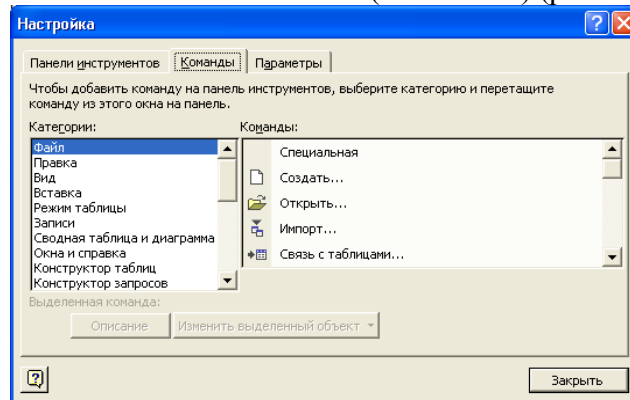 Настройка
Панели инструментов Команды Параметры
Чтобы добавить команду на панель инструментов, выберите категорию и перетащите
команду из этого окна на панель.
Категории: Команды:
Файл
Правка
Вид
Вставка
Режим таблицы
Записи
Сводная таблица и диаграмма
Окна и справка
Конструктор таблиц
Конструктор запросов
Специальная
Создать...
Открыть...
Импорт...
Связь с таблицами...
Выделенная команда:
Описание Изменить выделенный объект
Закрыть